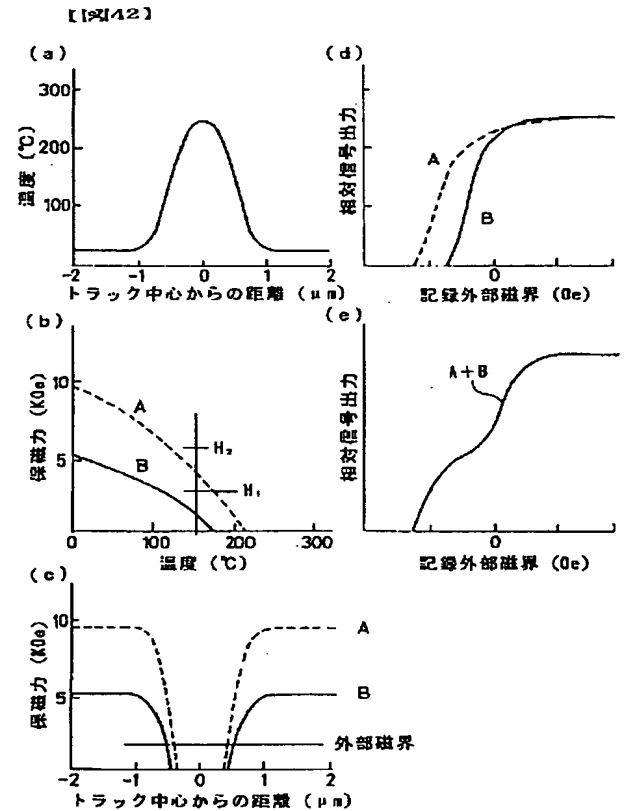 【図42】
(a)
300
200
100
温度 (℃)
-2 -1 0 1 2
トラック中心からの距離 (μm)
(b)
10
5
保磁力 (KOe)
A
B
H₂
H₁
0 100 200 300
温度 (℃)
(c)
10
5
保磁力 (KOe)
A
B
外部磁界
-2 -1 0 1 2
トラック中心からの距離 (μm)
(d)
相対信号出力
A
B
0
記録外部磁界 (Oe)
(e)
相対信号出力
A+B
0
記録外部磁界 (Oe)